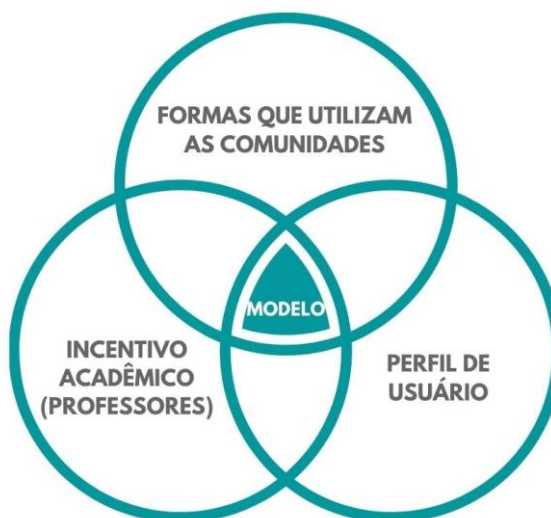 FORMAS QUE UTILIZAM
AS COMUNIDADES
MODELO
INCENTIVO
ACADÊMICO
(PROFESSORES)
PERFIL DE
USUÁRIO